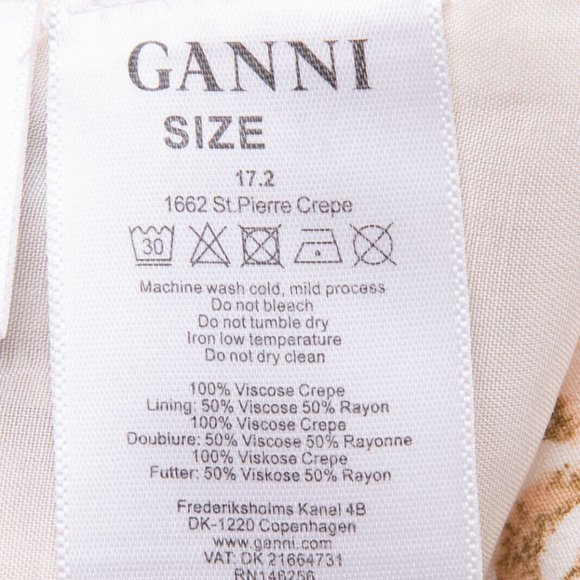 GANNI
SIZE
17.2
1662 St.Pierre Crepe
30
Machine wash cold, mild process
Do not bleach
Do not tumble dry
Iron low temperature
Do not dry clean
100% Viscose Crepe
Lining: 50% Viscose 50% Rayon
100% Viscose Crepe
Doublure: 50% Viscose 50% Rayonne
100% Viskose Crepe
Futter: 50% Viskose 50% Rayon
Frederiksholms Kanal 4B
DK-1220 Copenhagen
www.ganni.com
VAT: DK 21664731
RN146256